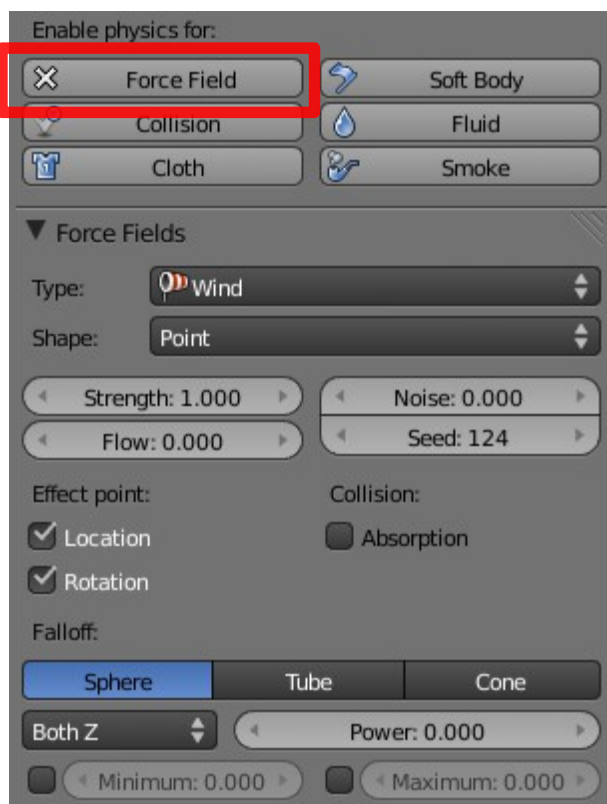 Enable physics for:
Force Field Soft Body
Collision Fluid
Cloth Smoke
Force Fields
Type: Wind
Shape: Point
Strength: 1.000 Noise: 0.000
Flow: 0.000 Seed: 124
Effect point: Collision:
Location Absorption
Rotation
Falloff:
Sphere Tube Cone
Both Z Power: 0.000
Minimum: 0.000 Maximum: 0.000